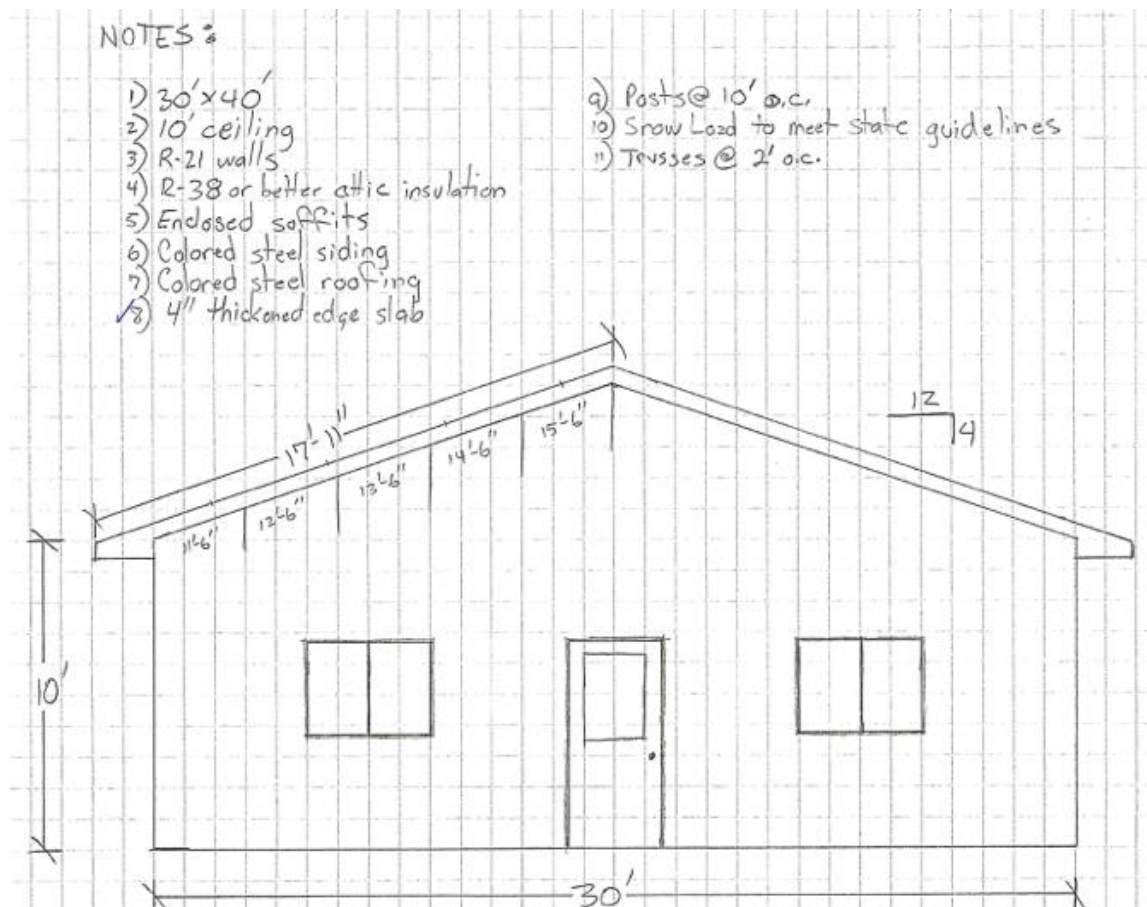 NOTES:
1) 30'x40'
2) 10' ceiling
3) R-21 walls
4) R-38 or better attic insulation
5) Enclosed soffits
6) Colored steel siding
7) Colored steel roofing
8) 4" thickened edge slab
9) Posts @ 10' o.c.
10) Snow Load to meet state guidelines
11) Trusses @ 2' o.c.
17'-11"
12
4
15'-6"
14'-6"
13'-6"
12'-6"
11'-6"
10'
30'